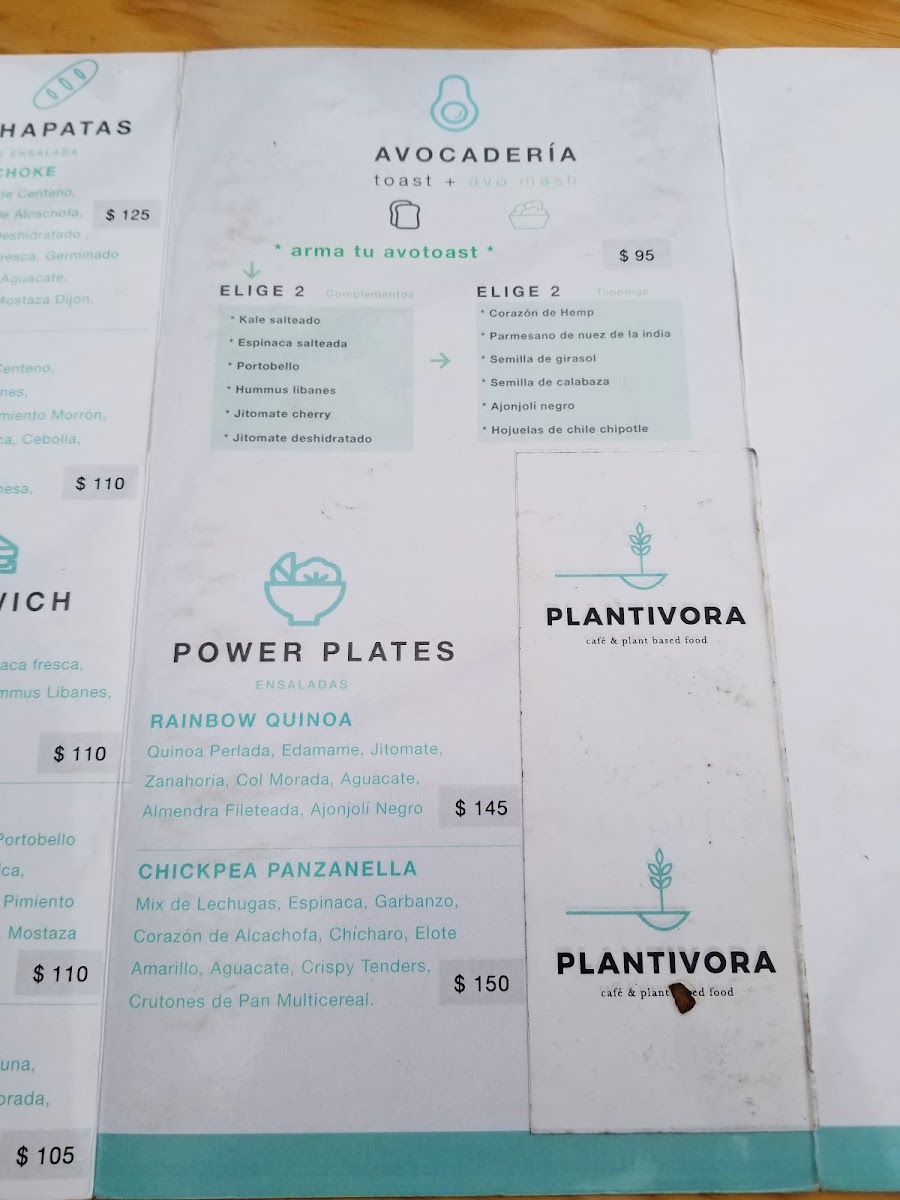 HAPATAS
ENSALADA
CHOKE
de Centeno,
de Alcachofa,
$ 125
Deshidratado ,
resca, Germinado
Aguacate,
Mostaza Dijon.
Centeno,
nes,
miento Morrón,
ca, Cebolla,
nesa,
$ 110
VICH
aca fresca,
mmus Libanes,
$ 110
Portobello
ca,
Pimiento
Mostaza
$ 110
una,
orada,
$ 105
AVOCADERÍA
toast + avo mash
* arma tu avotoast *
$ 95
ELIGE 2 Complementos
* Kale salteado
* Espinaca salteada
* Portobello
* Hummus libanes
* Jitomate cherry
* Jitomate deshidratado
ELIGE 2 Toppings
* Corazón de Hemp
* Parmesano de nuez de la india
* Semilla de girasol
* Semilla de calabaza
* Ajonjolí negro
* Hojuelas de chile chipotle
POWER PLATES
ENSALADAS
RAINBOW QUINOA
Quinoa Perlada, Edamame, Jitomate,
Zanahoria, Col Morada, Aguacate,
Almendra Fileteada, Ajonjolí Negro
$ 145
CHICKPEA PANZANELLA
Mix de Lechugas, Espinaca, Garbanzo,
Corazón de Alcachofa, Chícharo, Elote
Amarillo, Aguacate, Crispy Tenders,
Crutones de Pan Multicereal.
$ 150
PLANTIVORA
café & plant based food
PLANTIVORA
café & plant ed food